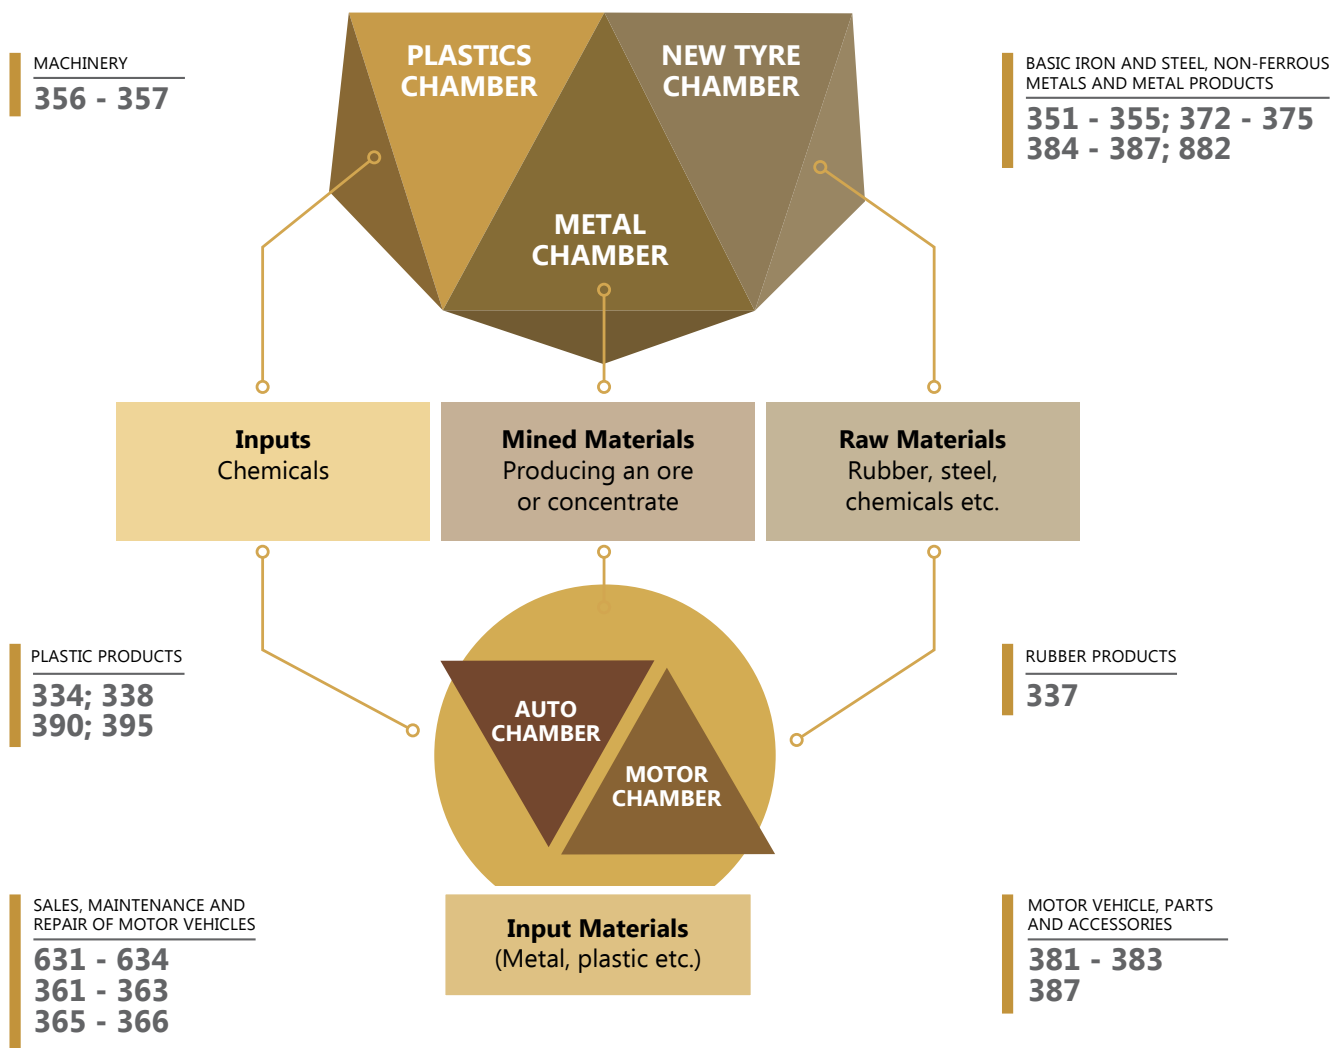 MACHINERY
356 - 357
PLASTICS
CHAMBER
NEW TYRE
CHAMBER
BASIC IRON AND STEEL, NON-FERROUS
METALS AND METAL PRODUCTS
351 - 355; 372 - 375
384 - 387; 882
METAL
CHAMBER
Inputs
Chemicals
Mined Materials
Producing an ore
or concentrate
Raw Materials
Rubber, steel,
chemicals etc.
PLASTIC PRODUCTS
334; 338
390; 395
AUTO
CHAMBER
MOTOR
CHAMBER
RUBBER PRODUCTS
337
SALES, MAINTENANCE AND
REPAIR OF MOTOR VEHICLES
631 - 634
361 - 363
365 - 366
Input Materials
(Metal, plastic etc.)
MOTOR VEHICLE, PARTS
AND ACCESSORIES
381 - 383
387